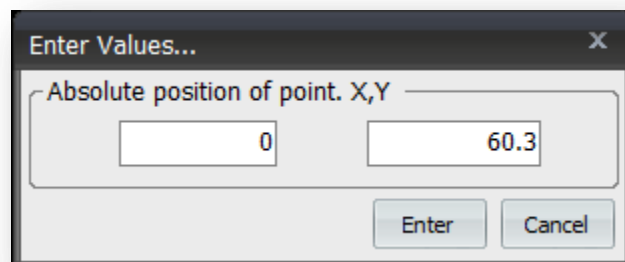 Enter Values...
x
Absolute position of point. X,Y
0 60.3
Enter Cancel